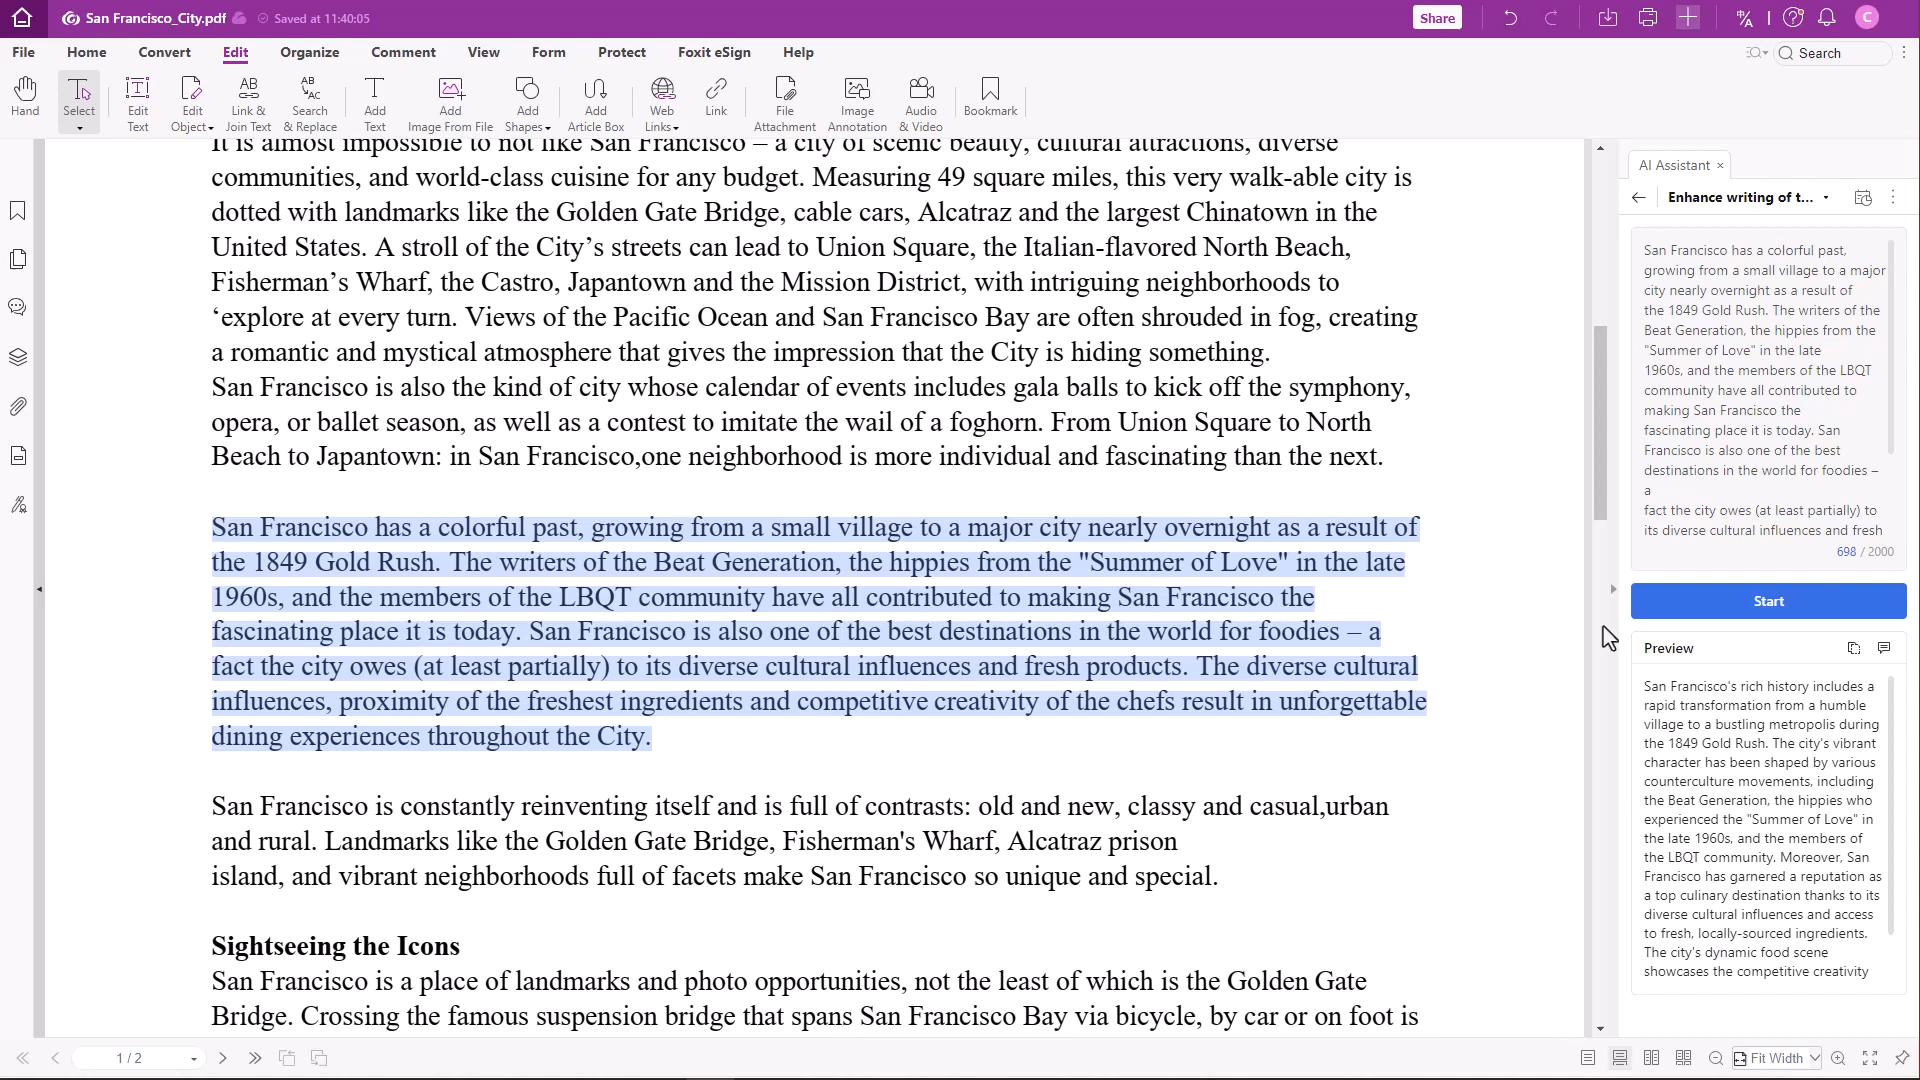 San Francisco_City.pdf
Saved at 11:40:05
Share
C
File Home Convert Edit Organize Comment View Form Protect Foxit eSign Help
Search
Hand
Select
Edit Text
Edit Object
Link & Join Text
Search & Replace
Add Text
Add Image From File
Add Shapes
Add Article Box
Web Links
Link
File Attachment
Image Annotation
Audio & Video
Bookmark
It is almost impossible to not like San Francisco – a city of scenic beauty, cultural attractions, diverse
communities, and world-class cuisine for any budget. Measuring 49 square miles, this very walk-able city is
dotted with landmarks like the Golden Gate Bridge, cable cars, Alcatraz and the largest Chinatown in the
United States. A stroll of the City’s streets can lead to Union Square, the Italian-flavored North Beach,
Fisherman’s Wharf, the Castro, Japantown and the Mission District, with intriguing neighborhoods to
‘explore at every turn. Views of the Pacific Ocean and San Francisco Bay are often shrouded in fog, creating
a romantic and mystical atmosphere that gives the impression that the City is hiding something.
San Francisco is also the kind of city whose calendar of events includes gala balls to kick off the symphony,
opera, or ballet season, as well as a contest to imitate the wail of a foghorn. From Union Square to North
Beach to Japantown: in San Francisco,one neighborhood is more individual and fascinating than the next.
San Francisco has a colorful past, growing from a small village to a major city nearly overnight as a result of
the 1849 Gold Rush. The writers of the Beat Generation, the hippies from the "Summer of Love" in the late
1960s, and the members of the LBQT community have all contributed to making San Francisco the
fascinating place it is today. San Francisco is also one of the best destinations in the world for foodies – a
fact the city owes (at least partially) to its diverse cultural influences and fresh products. The diverse cultural
influences, proximity of the freshest ingredients and competitive creativity of the chefs result in unforgettable
dining experiences throughout the City.
San Francisco is constantly reinventing itself and is full of contrasts: old and new, classy and casual,urban
and rural. Landmarks like the Golden Gate Bridge, Fisherman's Wharf, Alcatraz prison
island, and vibrant neighborhoods full of facets make San Francisco so unique and special.
Sightseeing the Icons
San Francisco is a place of landmarks and photo opportunities, not the least of which is the Golden Gate
Bridge. Crossing the famous suspension bridge that spans San Francisco Bay via bicycle, by car or on foot is
AI Assistant
Enhance writing of t...
San Francisco has a colorful past,
growing from a small village to a major
city nearly overnight as a result of
the 1849 Gold Rush. The writers of the
Beat Generation, the hippies from the
"Summer of Love" in the late
1960s, and the members of the LBQT
community have all contributed to
making San Francisco the
fascinating place it is today. San
Francisco is also one of the best
destinations in the world for foodies –
a
fact the city owes (at least partially) to
its diverse cultural influences and fresh
698 / 2000
Start
Preview
San Francisco's rich history includes a
rapid transformation from a humble
village to a bustling metropolis during
the 1849 Gold Rush. The city's vibrant
character has been shaped by various
counterculture movements, including
the Beat Generation, the hippies who
experienced the "Summer of Love" in
the late 1960s, and the members of
the LBQT community. Moreover, San
Francisco has garnered a reputation as
a top culinary destination thanks to its
diverse cultural influences and access
to fresh, locally-sourced ingredients.
The city's dynamic food scene
showcases the competitive creativity
1 / 2
Fit Width